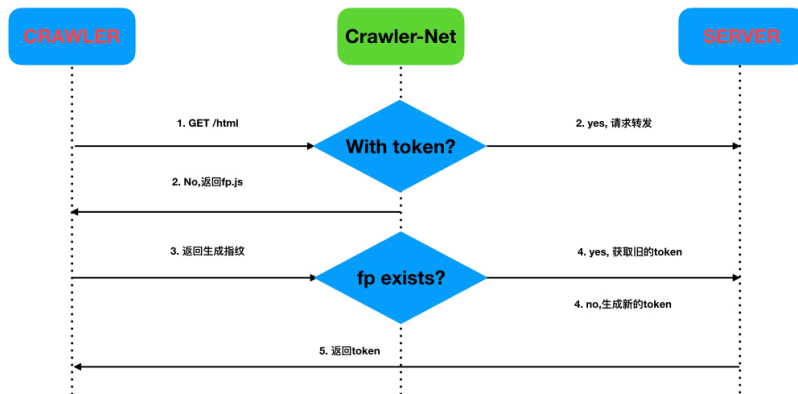 CRAWLER
Crawler-Net
SERVER
1. GET /html
With token?
2. yes, 请求转发
2. No,返回fp.js
3. 返回生成指纹
fp exists?
4. yes, 获取旧的token
4. no,生成新的token
5. 返回token